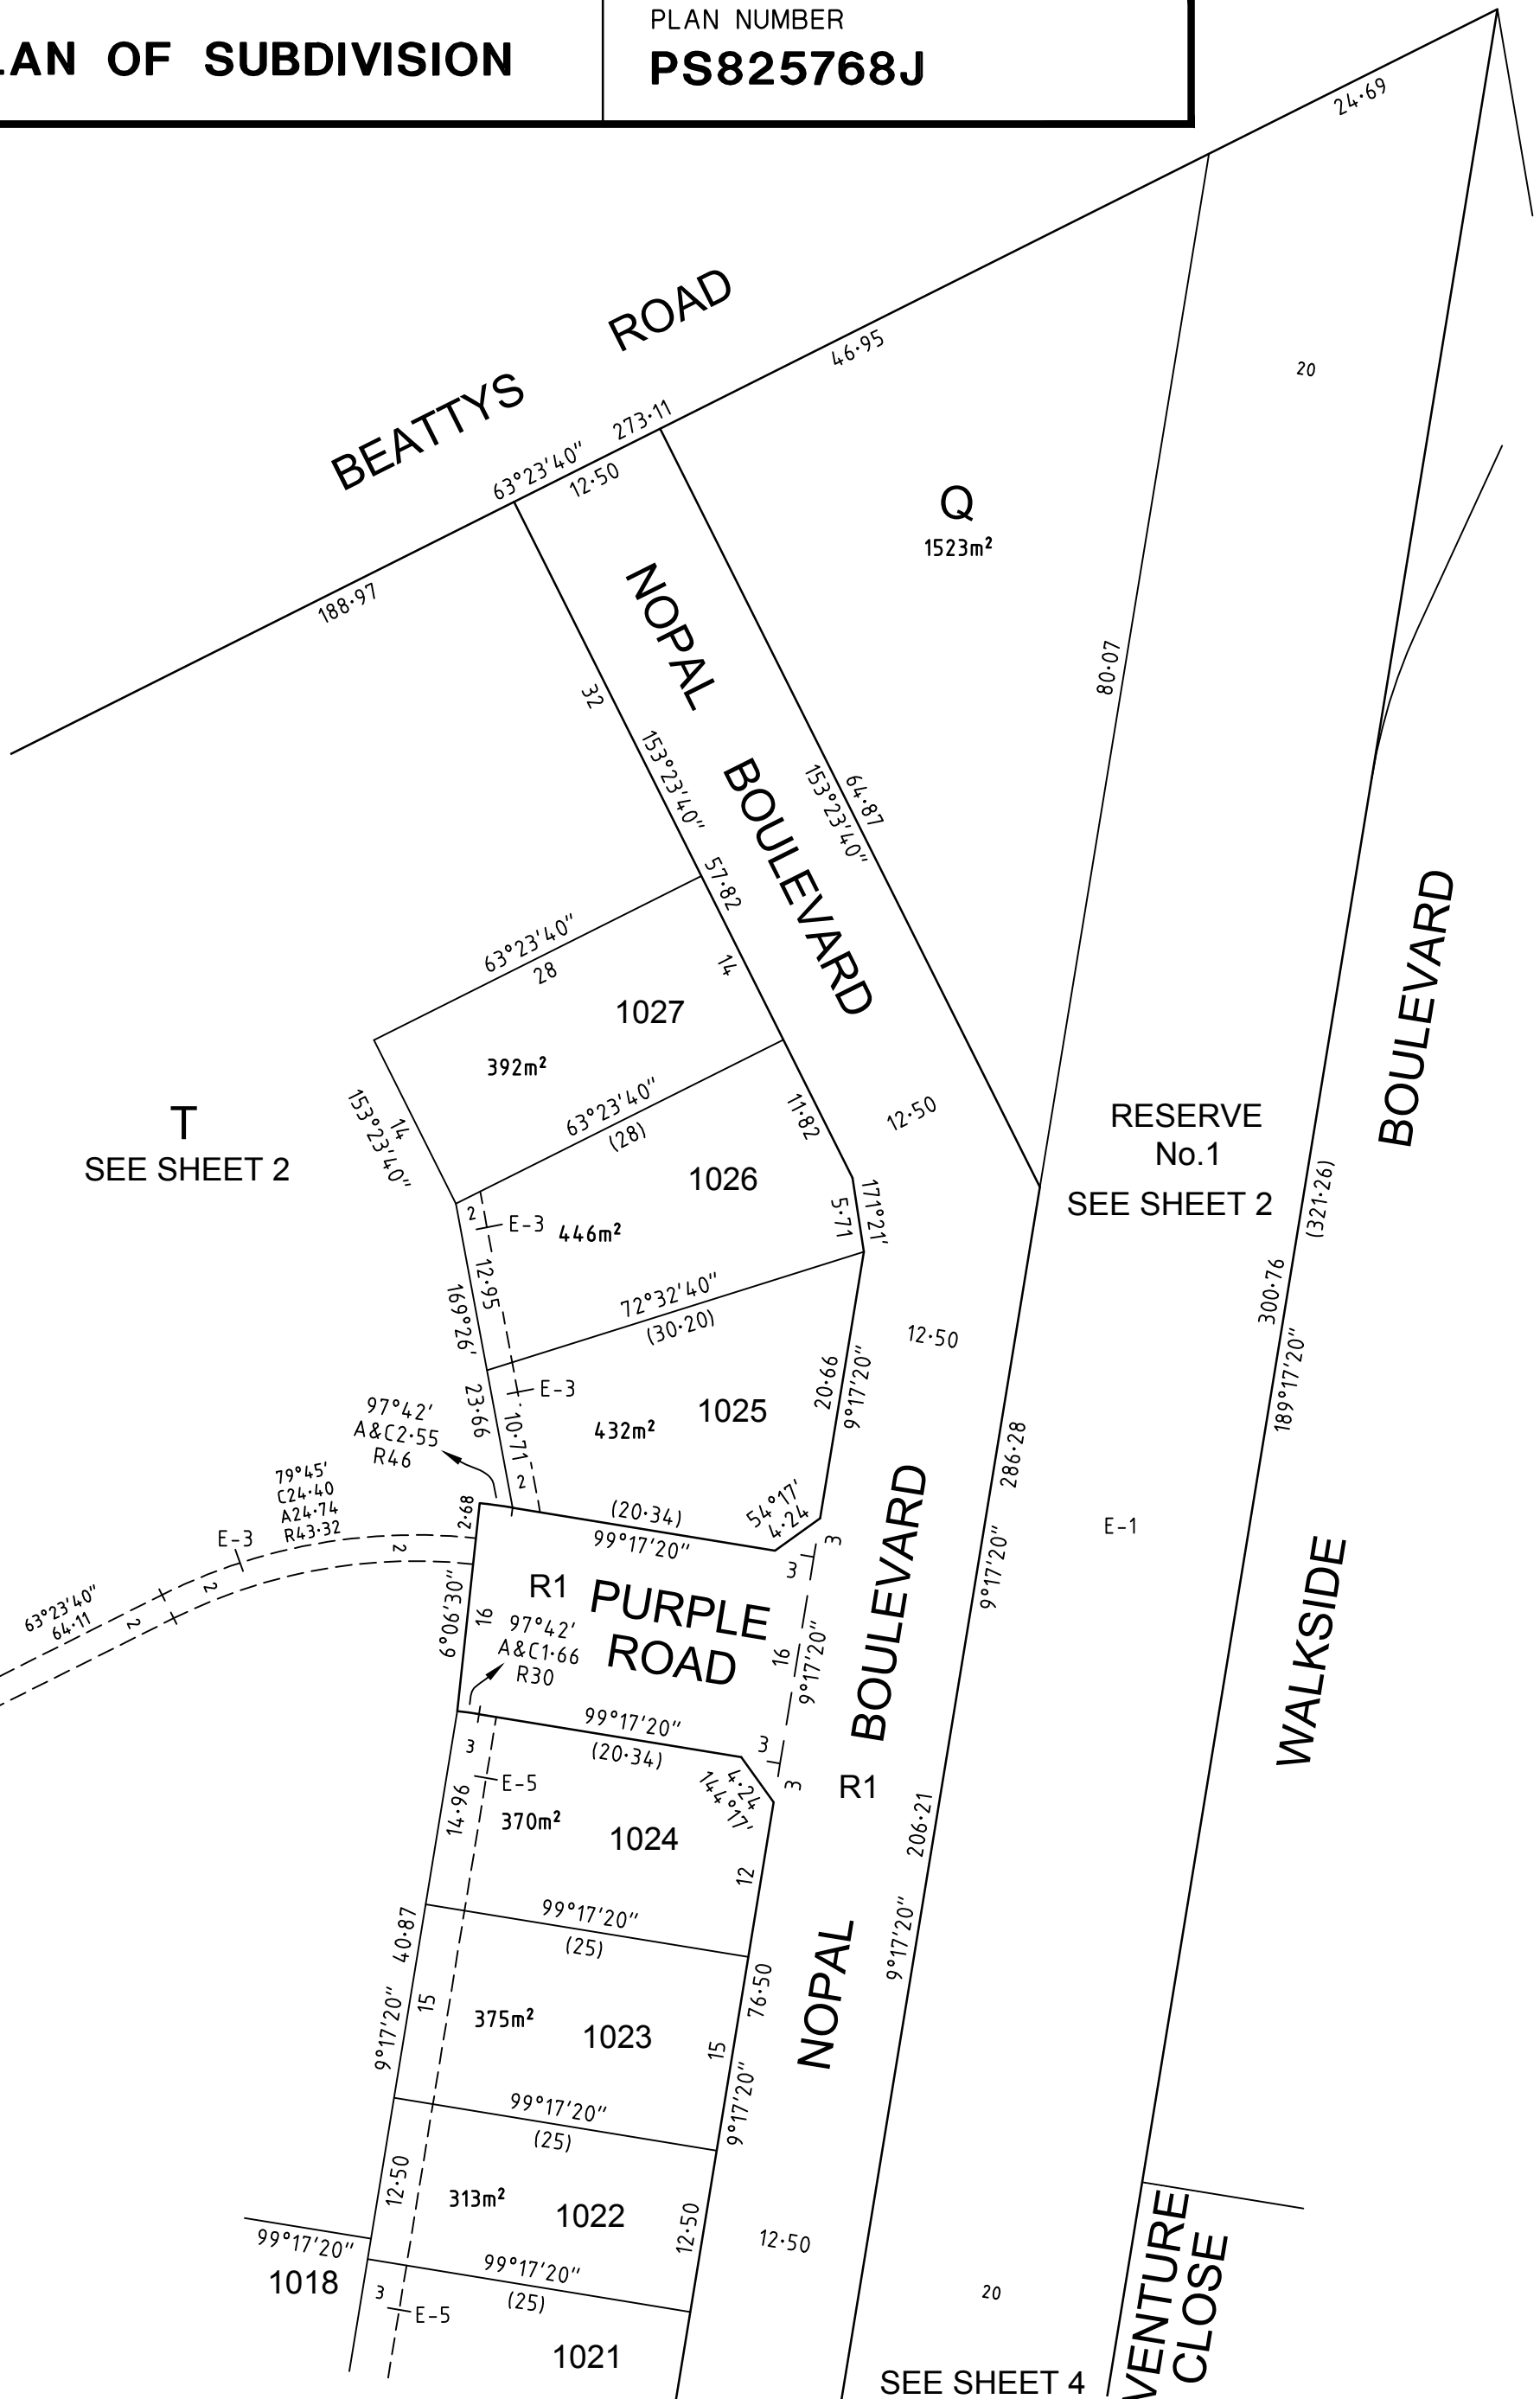 LAN OF SUBDIVISION
PLAN NUMBER
PS825768J
24·69
BEATTYS ROAD
46·95
20
273·11
63°23'40"
12·50
188·97
Q
1523m²
NOPAL BOULEVARD
32
153°23'40"
57·82
64·87
153°23'40"
80·07
63°23'40"
28
14
1027
392m²
63°23'40"
(28)
14
153°23'40"
11·82
12·50
T
SEE SHEET 2
RESERVE
No.1
SEE SHEET 2
BOULEVARD
(321·26)
300·76
189°17'20"
1026
2
E-3
446m²
5·71
171°21'
12·95
169°26'
72°32'40"
(30·20)
12·50
20·66
9°17'20"
E-3
1025
432m²
23·66
10·71
2
97°42'
A&C2·55
R46
79°45'
C24·40
A24·74
R43·32
E-3
2
2
2
63°23'40"
64·11
2·68
(20·34)
99°17'20"
54°17'
4·24
3
3
286·28
9°17'20"
E-1
R1
PURPLE
ROAD
6°06'30"
16
97°42'
A&C1·66
R30
16
9°17'20"
BOULEVARD
WALKSIDE
99°17'20"
(20·34)
3
3
3
4·24
144°17'
R1
E-5
14·96
370m²
1024
12
206·21
9°17'20"
99°17'20"
(25)
40·87
9°17'20"
15
375m²
1023
15
76·50
9°17'20"
NOPAL
99°17'20"
(25)
12·50
313m²
1022
12·50
12·50
99°17'20"
1018
99°17'20"
(25)
3
E-5
1021
20
VENTURE
CLOSE
SEE SHEET 4